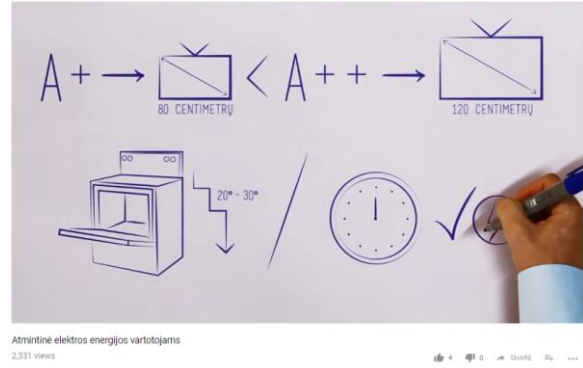 A+ → < A++ →
80 CENTIMETRŲ
120 CENTIMETRŲ
20° - 30°
Atmintinė elektros energijos vartotojams
2,331 views
4
0
SHARE